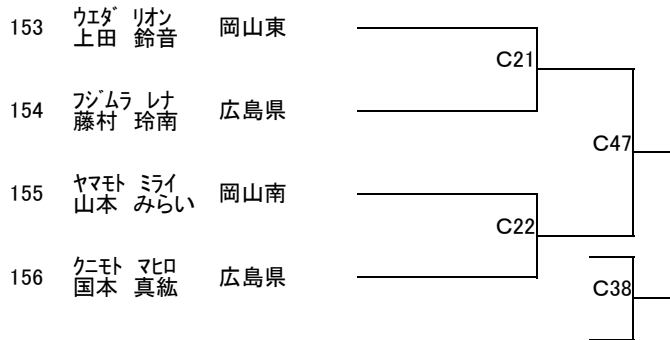 ウエダ リオン
153 上田 鈴音 岡山東
C21
フジムラ レナ
154 藤村 玲南 広島県
C47
ヤマモト ミライ
155 山本 みらい 岡山南
C22
クニモト マヒロ
156 国本 真紘 広島県
C38